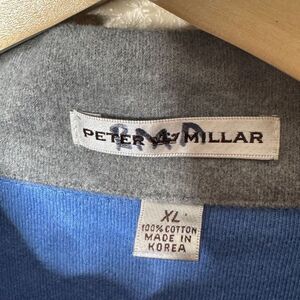 PETER MILLAR
XL
100% COTTON
MADE IN
KOREA